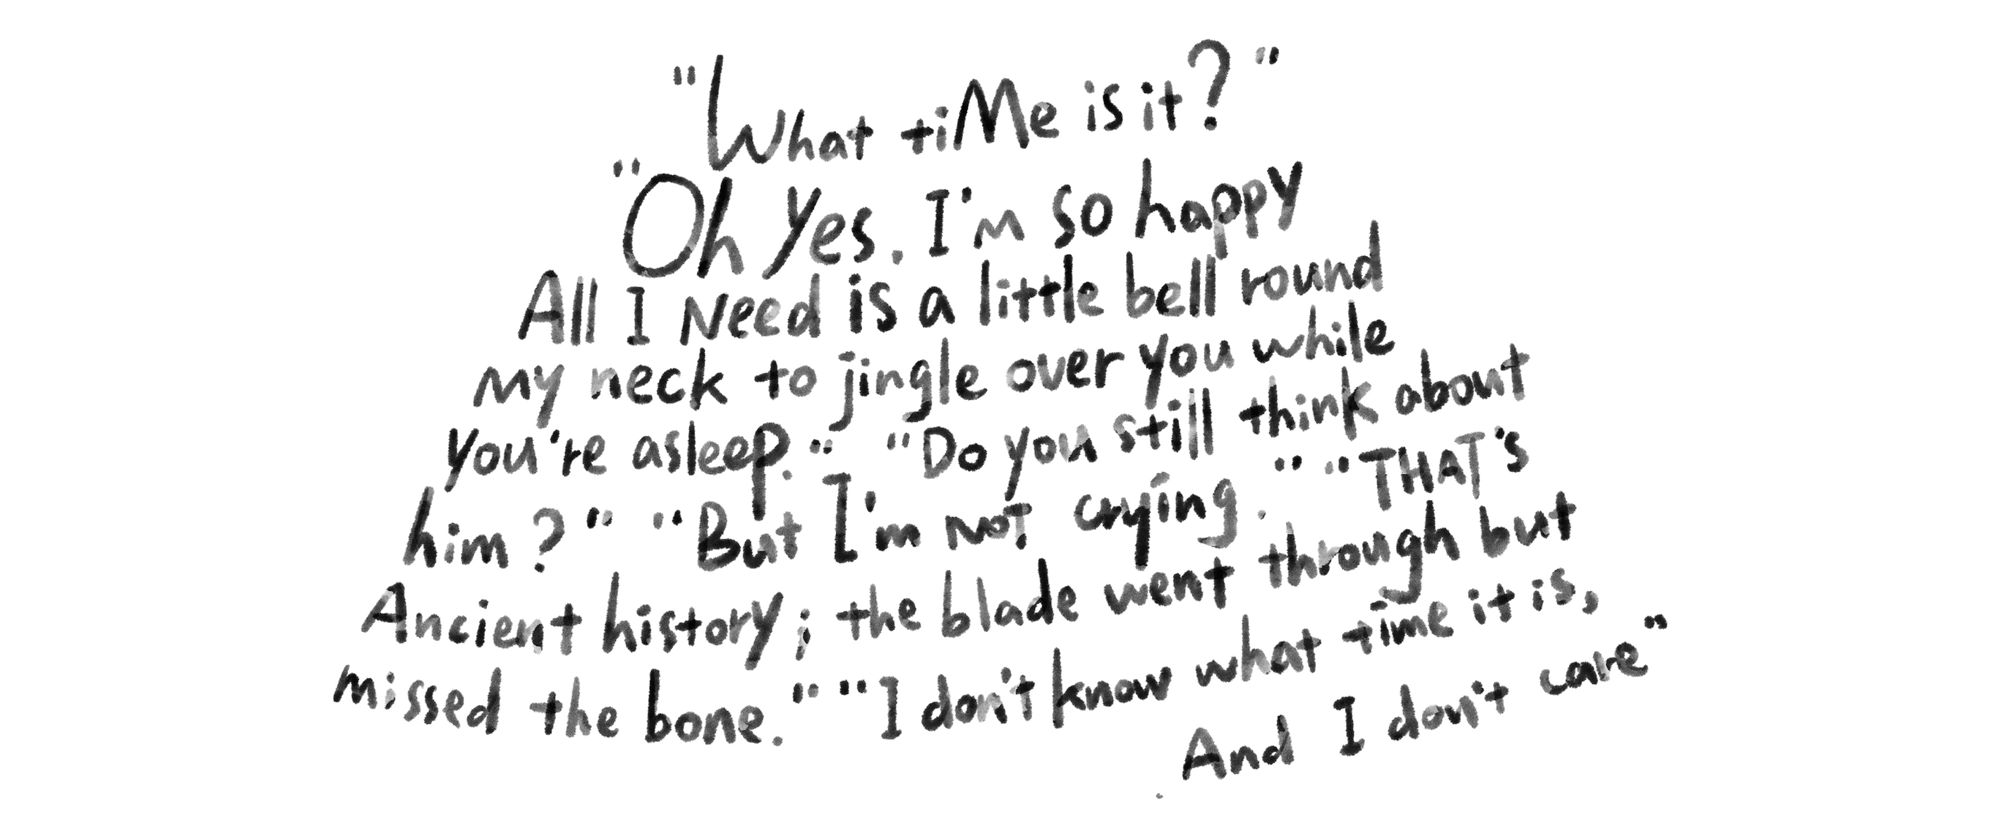 "What tiMe is it?"
"Oh Yes. I'm so happy
All I Need is a little bell round
my neck to jingle over you while
you're asleep." "Do you still think about
him?" "But I'm NOT crying." "THAT's
Ancient history; the blade went through but
missed the bone." "I don't know what time it is,
And I don't care"